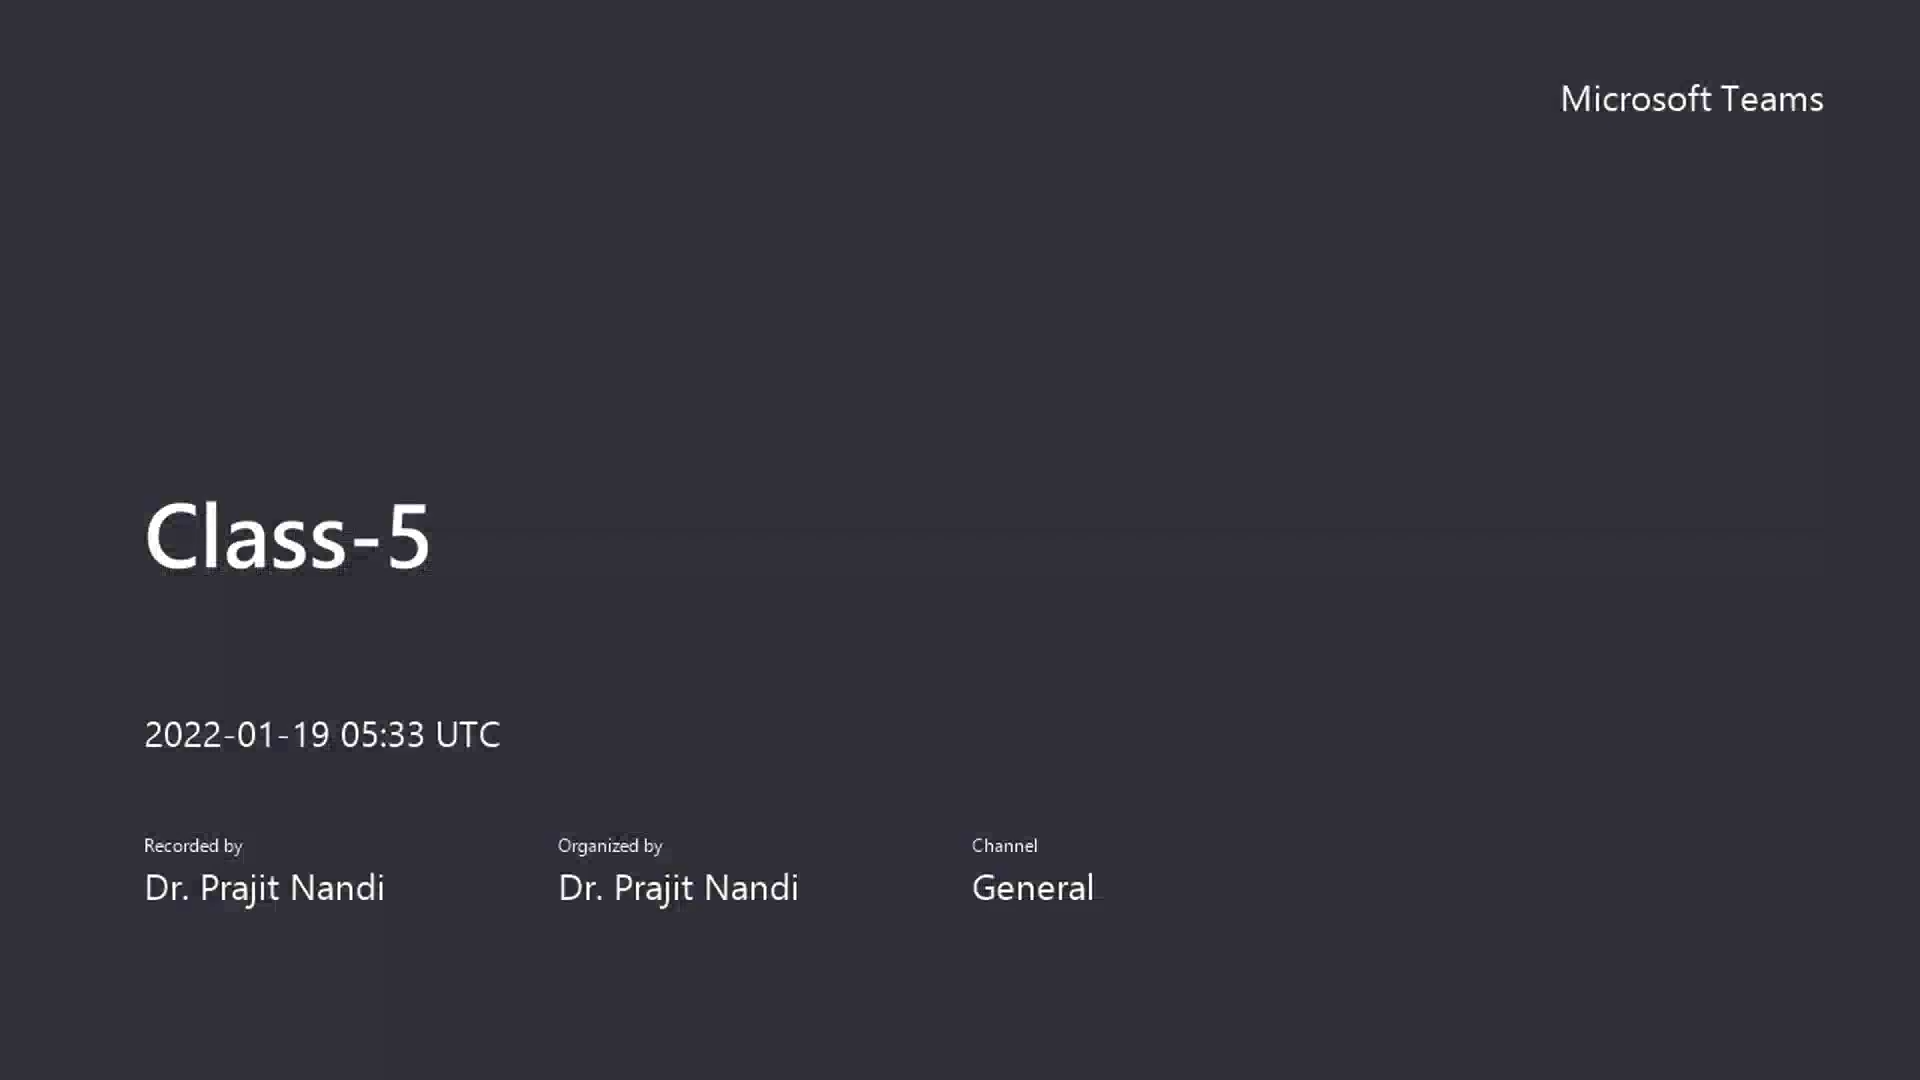 Microsoft Teams
Class-5
2022-01-19 05:33 UTC
Recorded by
Dr. Prajit Nandi
Organized by
Dr. Prajit Nandi
Channel
General